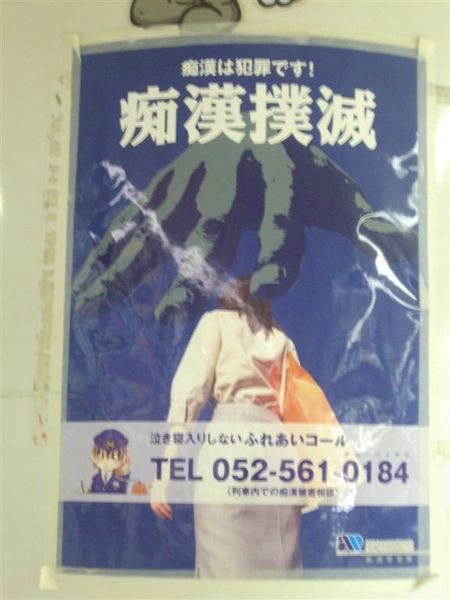 痴漢は犯罪です!
痴漢撲滅
泣き寝入りしない ふれあいコール
TEL 052-561-0184
(列車内での痴漢被害相談)